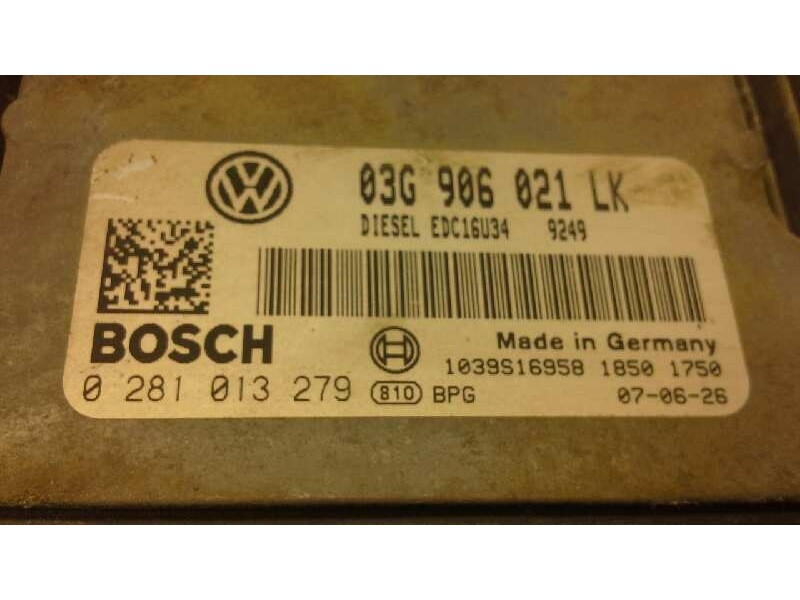 03G 906 021 LK
DIESEL EDC16U34 9249
BOSCH
Made in Germany
1039S16958 1850 1750
0 281 013 279
810 BPG
07-06-26